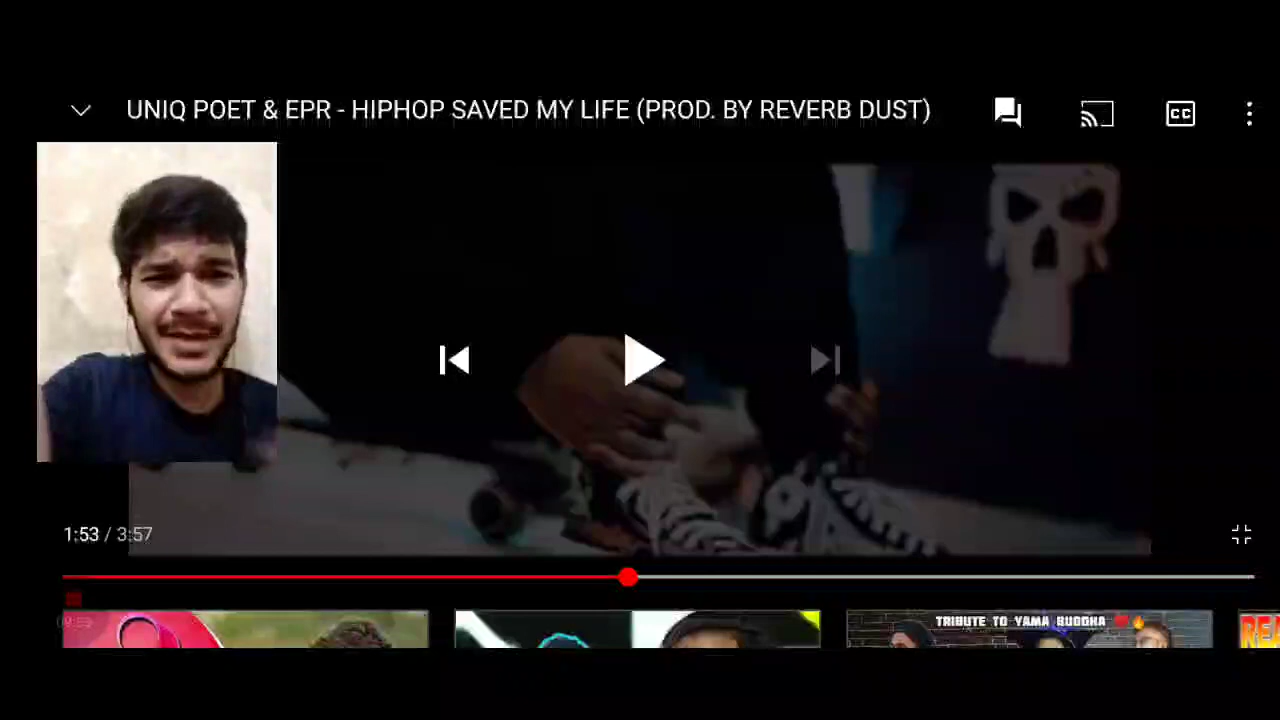 UNIQ POET & EPR - HIPHOP SAVED MY LIFE (PROD. BY REVERB DUST)
CC
1:53 / 3:57
TRIBUTE TO YAMA BUDDHA